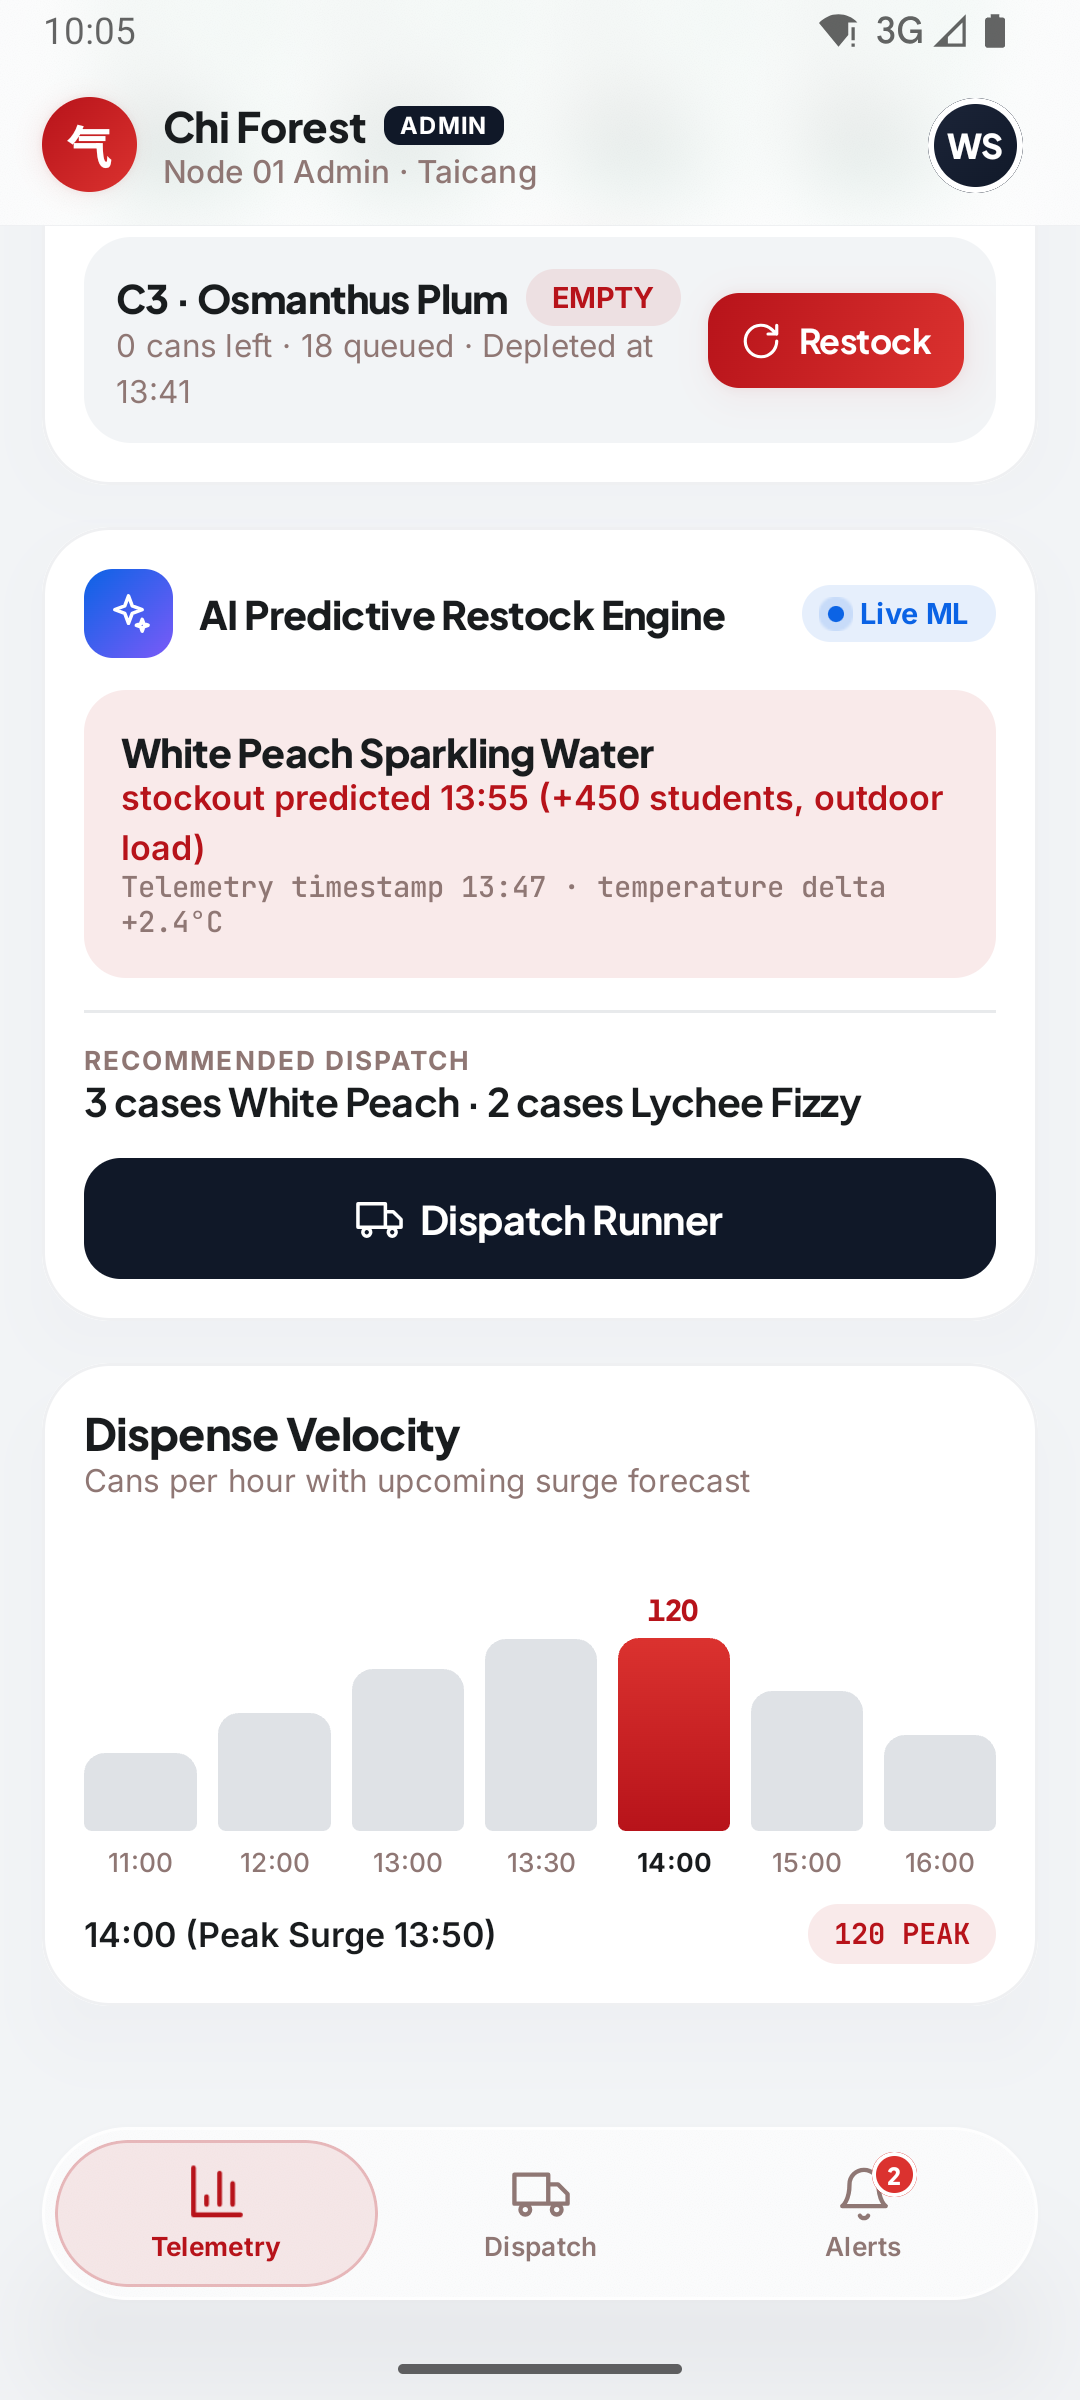 10:05
3G
气
Chi Forest ADMIN
Node 01 Admin · Taicang
WS
C3 · Osmanthus Plum EMPTY
0 cans left · 18 queued · Depleted at
13:41
Restock
AI Predictive Restock Engine
Live ML
White Peach Sparkling Water
stockout predicted 13:55 (+450 students, outdoor
load)
Telemetry timestamp 13:47 · temperature delta
+2.4°C
RECOMMENDED DISPATCH
3 cases White Peach · 2 cases Lychee Fizzy
Dispatch Runner
Dispense Velocity
Cans per hour with upcoming surge forecast
120
11:00 12:00 13:00 13:30 14:00 15:00 16:00
14:00 (Peak Surge 13:50)
120 PEAK
2
Telemetry Dispatch Alerts